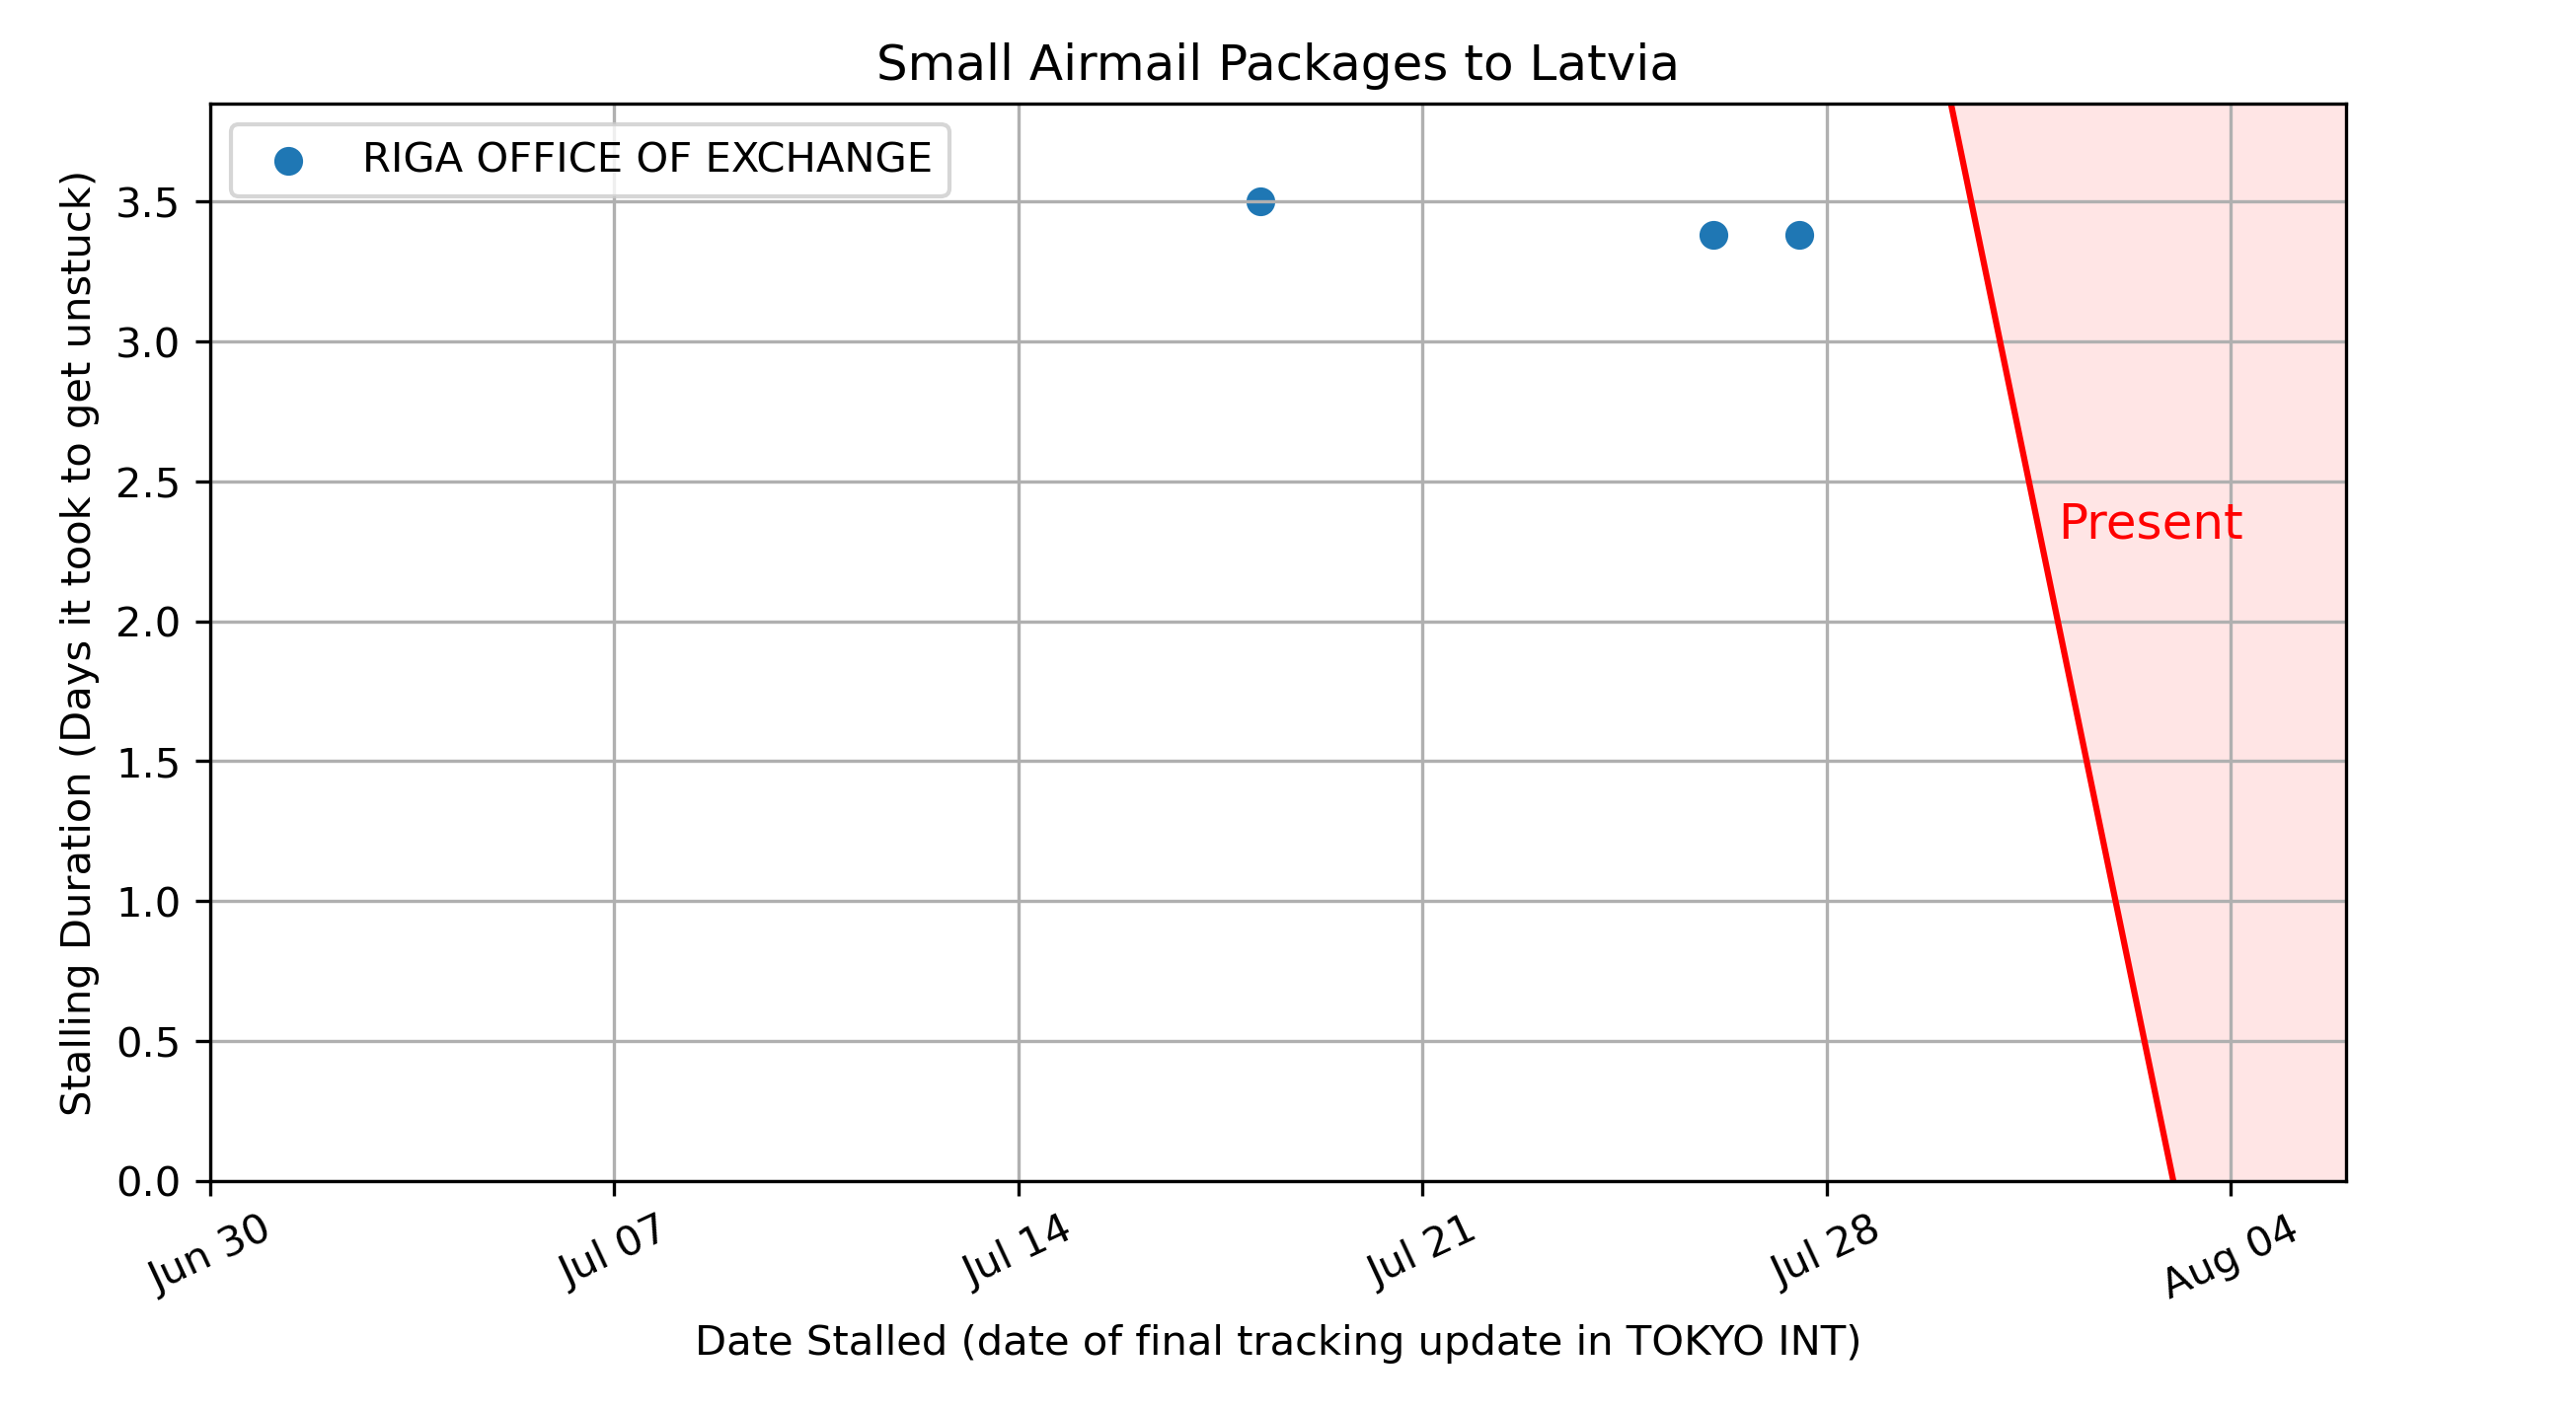 Small Airmail Packages to Latvia
RIGA OFFICE OF EXCHANGE
Stalling Duration (Days it took to get unstuck)
3.5
3.0
2.5
2.0
1.5
1.0
0.5
0.0
Present
Jun 30
Jul 07
Jul 14
Jul 21
Jul 28
Aug 04
Date Stalled (date of final tracking update in TOKYO INT)